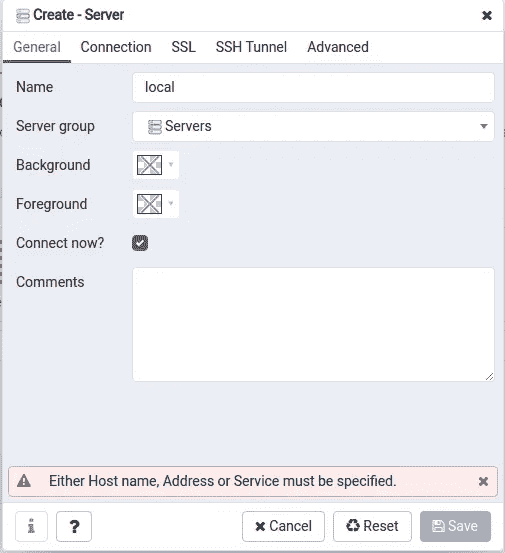 Create - Server
General Connection SSL SSH Tunnel Advanced
Name local
Server group Servers
Background
Foreground
Connect now?
Comments
Either Host name, Address or Service must be specified.
i ? Cancel Reset Save